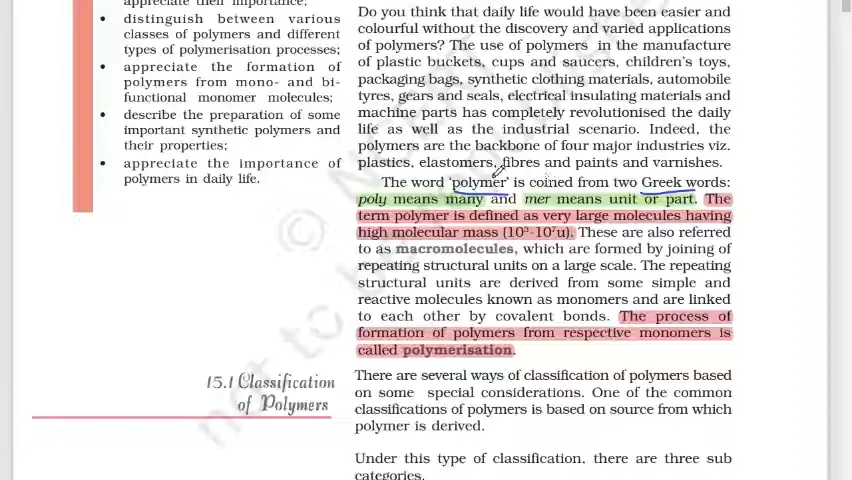 appreciate their importance;
• distinguish between various
classes of polymers and different
types of polymerisation processes;
• appreciate the formation of
polymers from mono- and bi-
functional monomer molecules;
• describe the preparation of some
important synthetic polymers and
their properties;
• appreciate the importance of
polymers in daily life.
Do you think that daily life would have been easier and
colourful without the discovery and varied applications
of polymers? The use of polymers in the manufacture
of plastic buckets, cups and saucers, children's toys,
packaging bags, synthetic clothing materials, automobile
tyres, gears and seals, electrical insulating materials and
machine parts has completely revolutionised the daily
life as well as the industrial scenario. Indeed, the
polymers are the backbone of four major industries viz.
plastics, elastomers, fibres and paints and varnishes.
The word 'polymer' is coined from two Greek words:
poly means many and mer means unit or part. The
term polymer is defined as very large molecules having
high molecular mass (10³-10⁷u). These are also referred
to as macromolecules, which are formed by joining of
repeating structural units on a large scale. The repeating
structural units are derived from some simple and
reactive molecules known as monomers and are linked
to each other by covalent bonds. The process of
formation of polymers from respective monomers is
called polymerisation.
15.1 Classification
of Polymers
There are several ways of classification of polymers based
on some special considerations. One of the common
classifications of polymers is based on source from which
polymer is derived.
Under this type of classification, there are three sub
categories.